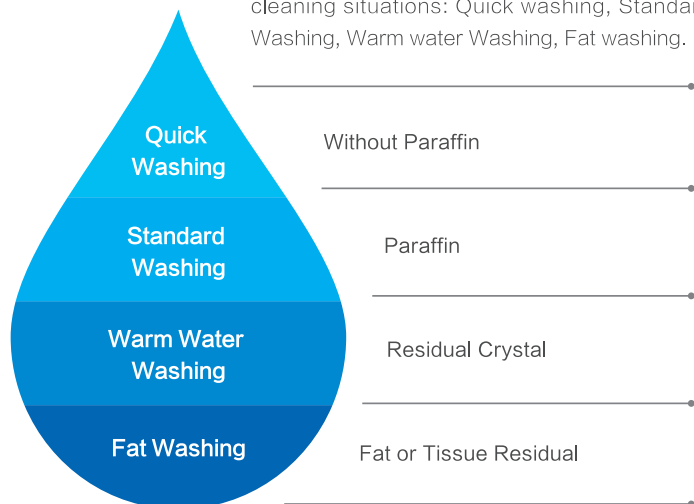 cleaning situations: Quick washing, Standar
Washing, Warm water Washing, Fat washing.
Quick
Washing
Without Paraffin
Standard
Washing
Paraffin
Warm Water
Washing
Residual Crystal
Fat Washing
Fat or Tissue Residual